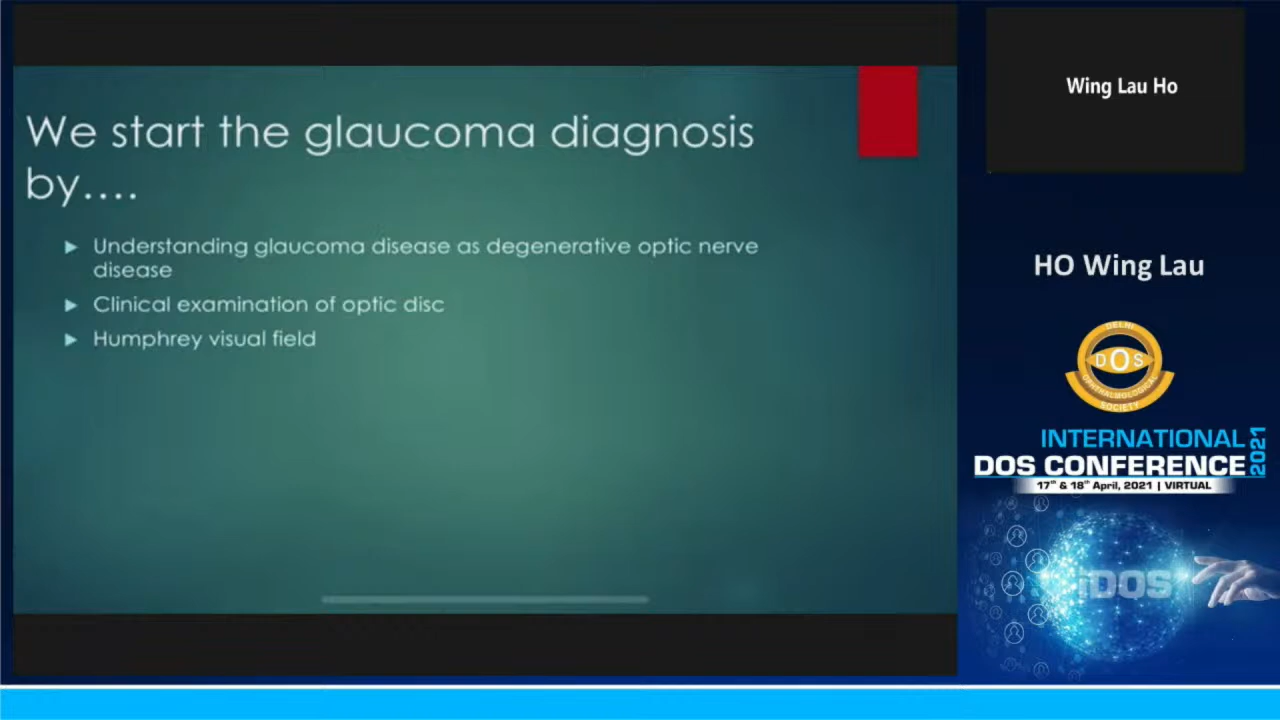 We start the glaucoma diagnosis
by....
Understanding glaucoma disease as degenerative optic nerve
disease
Clinical examination of optic disc
Humphrey visual field
Wing Lau Ho
HO Wing Lau
DELHI
DOS
OPHTHALMOLOGICAL
SOCIETY
INTERNATIONAL
DOS CONFERENCE
2021
17th & 18th April, 2021 | VIRTUAL
iDOS